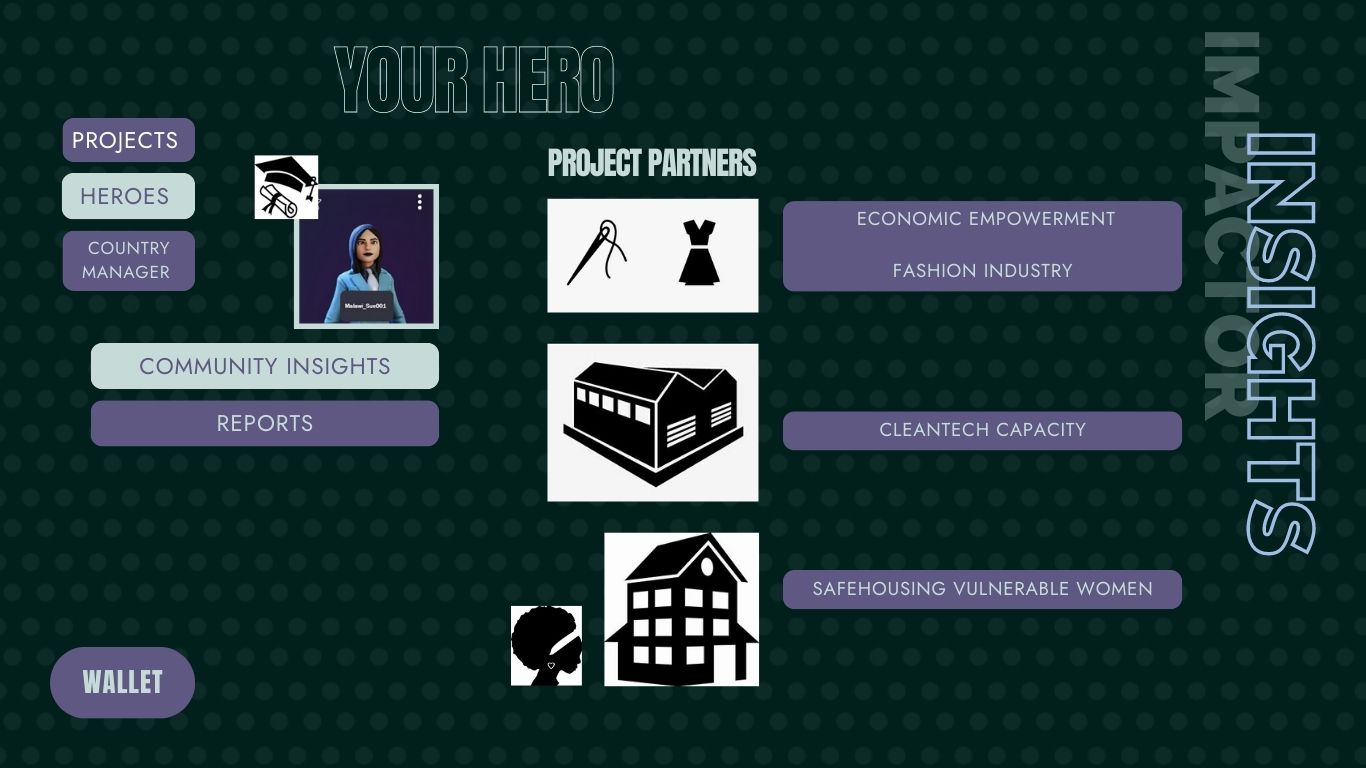 YOUR HERO
PROJECTS
HEROES
COUNTRY
MANAGER
Malawi_Sue001
COMMUNITY INSIGHTS
REPORTS
WALLET
PROJECT PARTNERS
ECONOMIC EMPOWERMENT
FASHION INDUSTRY
CLEANTECH CAPACITY
SAFEHOUSING VULNERABLE WOMEN
IMPACTOR
INSIGHTS